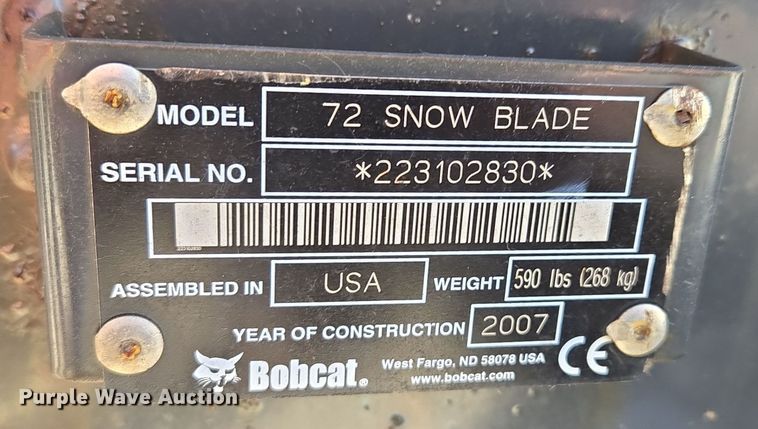 MODEL 72 SNOW BLADE
SERIAL NO. *223102830*
223102830
ASSEMBLED IN USA WEIGHT 590 lbs (268 kg)
YEAR OF CONSTRUCTION 2007
Bobcat®
West Fargo, ND 58078 USA
www.bobcat.com
CE
Purple Wave Auction